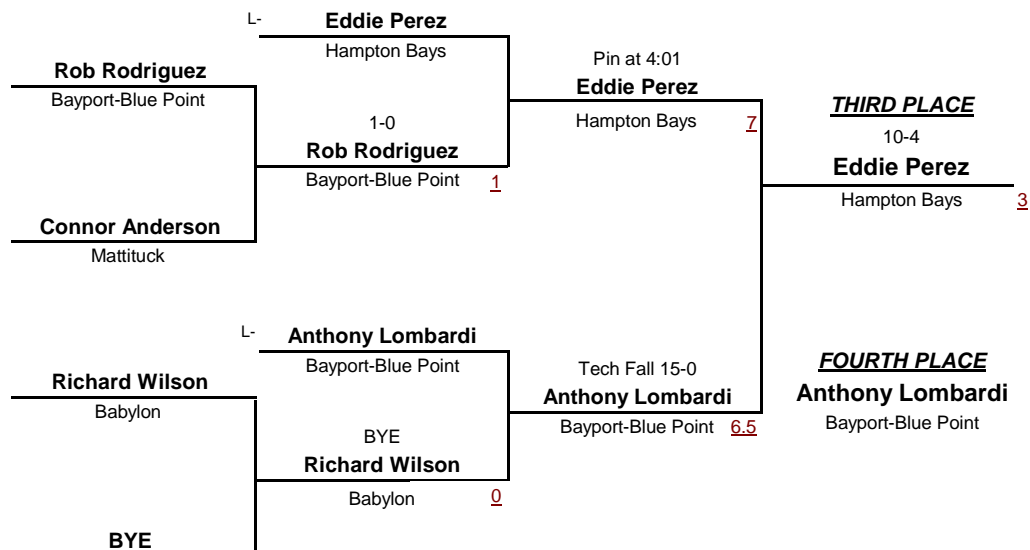 L-
Eddie Perez
Hampton Bays
Rob Rodriguez
Bayport-Blue Point
1-0
Rob Rodriguez
Bayport-Blue Point 1
Connor Anderson
Mattituck
Pin at 4:01
Eddie Perez
Hampton Bays 7
THIRD PLACE
10-4
Eddie Perez
Hampton Bays 3
L-
Anthony Lombardi
Bayport-Blue Point
Richard Wilson
Babylon
BYE
Richard Wilson
Babylon 0
BYE
Tech Fall 15-0
Anthony Lombardi
Bayport-Blue Point 6.5
FOURTH PLACE
Anthony Lombardi
Bayport-Blue Point